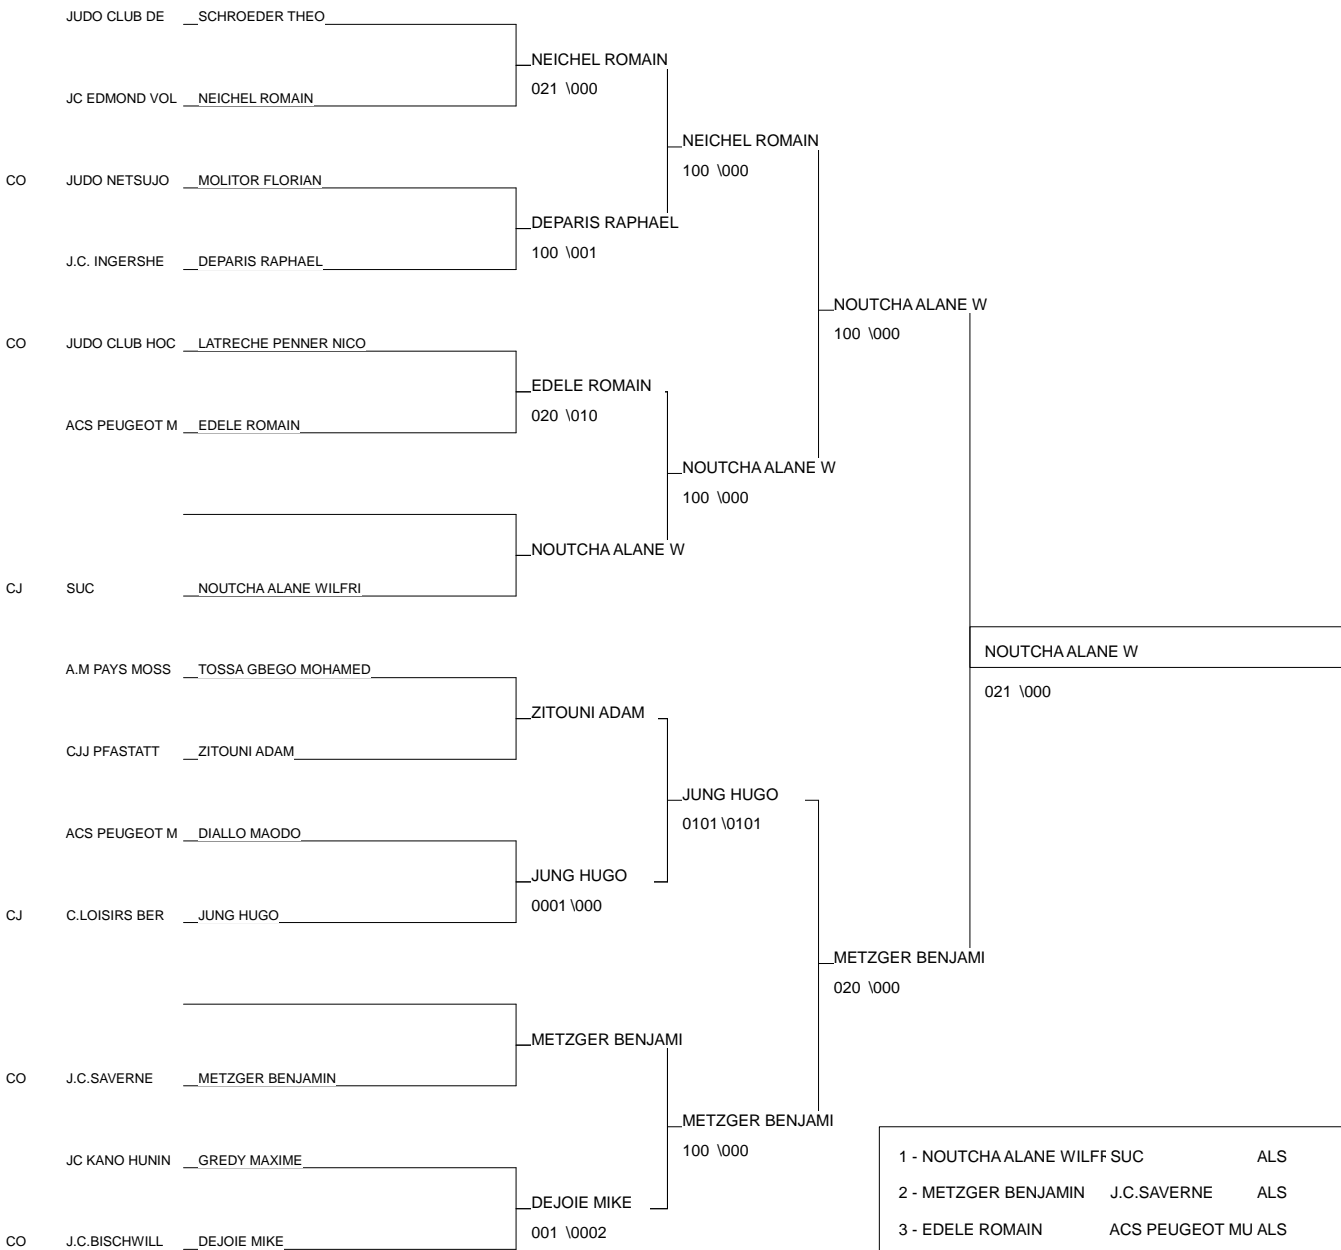 JUDO CLUB DE SCHROEDER THEO
NEICHEL ROMAIN
021 \000
JC EDMOND VOL NEICHEL ROMAIN
NEICHEL ROMAIN
100 \000
CO JUDO NETSUJO MOLITOR FLORIAN
DEPARIS RAPHAEL
100 \001
J.C. INGERSHE DEPARIS RAPHAEL
NOUTCHA ALANE W
100 \000
CO JUDO CLUB HOC LATRECHE PENNER NICO
EDELE ROMAIN
020 \010
ACS PEUGEOT M EDELE ROMAIN
NOUTCHA ALANE W
100 \000
NOUTCHA ALANE W
CJ SUC NOUTCHA ALANE WILFRI
NOUTCHA ALANE W
021 \000
A.M PAYS MOSS TOSSA GBEGO MOHAMED
ZITOUNI ADAM
CJJ PFASTATT ZITOUNI ADAM
JUNG HUGO
0101 \0101
ACS PEUGEOT M DIALLO MAODO
JUNG HUGO
0001 \000
CJ C.LOISIRS BER JUNG HUGO
METZGER BENJAMI
020 \000
METZGER BENJAMI
CO J.C.SAVERNE METZGER BENJAMIN
METZGER BENJAMI
100 \000
JC KANO HUNIN GREDY MAXIME
DEJOIE MIKE
001 \0002
CO J.C.BISCHWILL DEJOIE MIKE
1 - NOUTCHA ALANE WILFR SUC ALS
2 - METZGER BENJAMIN J.C.SAVERNE ALS
3 - EDELE ROMAIN ACS PEUGEOT MU ALS